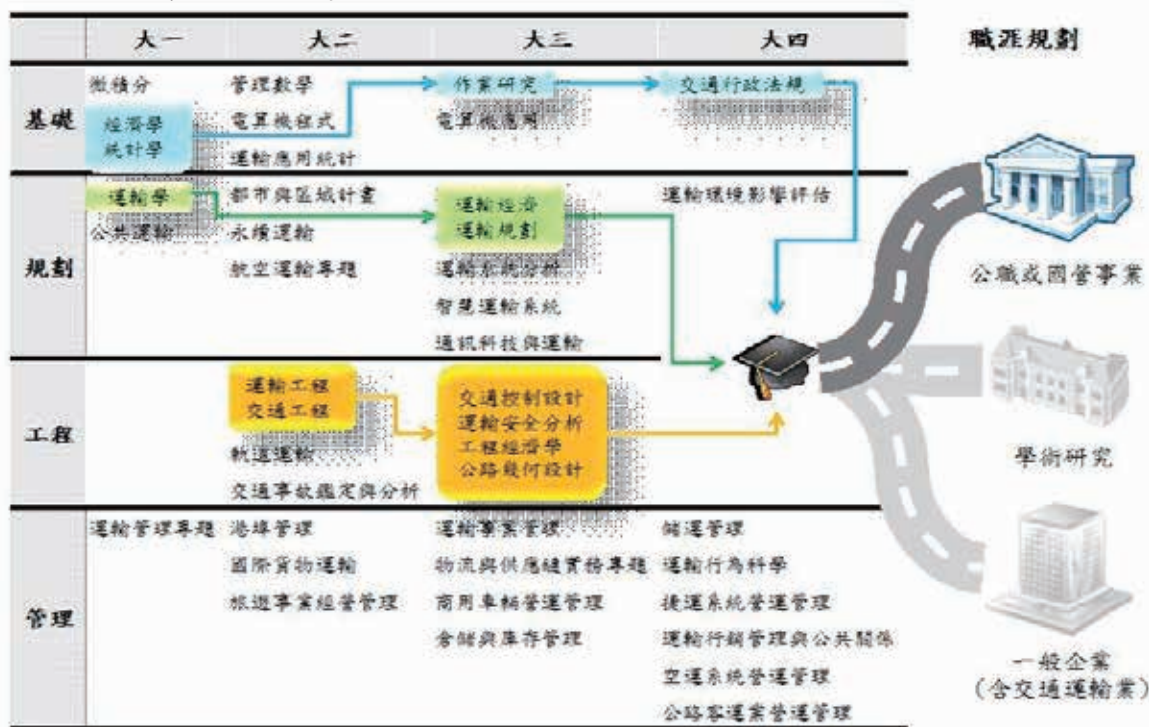 大一 大二 大三 大四 職涯規劃
基礎
微積分
經濟學
統計學
管理數學
電算機程式
運輸應用統計
作業研究
電算機應用
交通行政法規
規劃
運輸學
公共運輸
都市與區域計畫
永續運輸
航空運輸專題
運輸經濟
運輸規劃
運輸系統分析
智慧運輸系統
通訊科技與運輸
運輸環境影響評估
工程
運輸工程
交通工程
軌道運輸
交通事故鑑定與分析
交通控制設計
運輸安全分析
工程經濟學
公路幾何設計
管理
運輸管理專題
港埠管理
國際貨物運輸
旅遊事業經營管理
運輸專案管理
物流與供應鏈實務專題
商用車輛營運管理
倉儲與庫存管理
儲運管理
運輸行為科學
捷運系統營運管理
運輸行銷管理與公共關係
空運系統營運管理
公路客運業營運管理
公職或國營事業
學術研究
一般企業
(含交通運輸業)